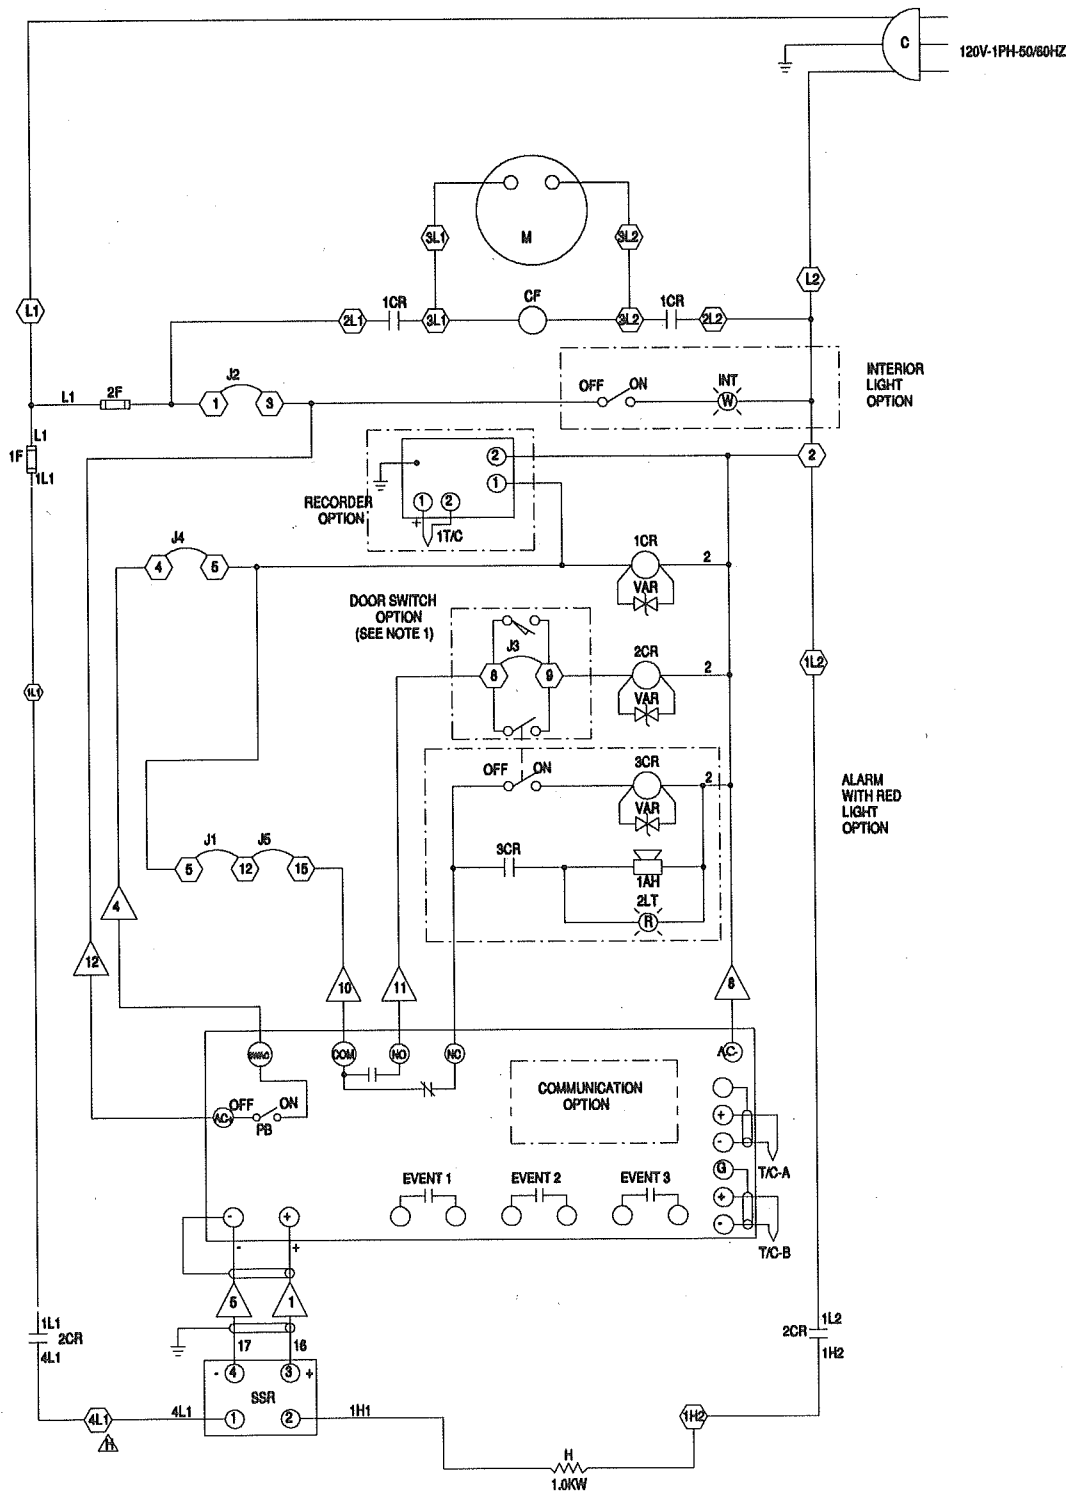 C
120V-1PH-50/60HZ
3L1
M
3L2
L2
L1
1CR
CF
1CR
2L1
3L1
3L2
2L2
J2
OFF
ON
INT
INTERIOR
LIGHT
OPTION
L1
2F
1
3
W
L1
1F
1L1
2
2
1
RECORDER
OPTION
1
2
+
1T/C
J4
4
5
1CR
2
VAR
DOOR SWITCH
OPTION
(SEE NOTE 1)
J3
8
9
2CR
2
VAR
1L2
1L1
OFF
ON
3CR
2
VAR
ALARM
WITH RED
LIGHT
OPTION
3CR
1AH
2LT
R
J1
J5
5
12
15
4
12
10
11
8
SWAC
COM
NO
NC
AC-
COMMUNICATION
OPTION
OFF
ON
AC+
PB
+
-
T/C-A
G
+
-
T/C-B
EVENT 1
EVENT 2
EVENT 3
-
+
-
+
5
1
17
16
1L1
2CR
4L1
1L2
2CR
1H2
-
4
3
+
SSR
1
2
4L1
4L1
H
1H1
1H2
H
1.0KW